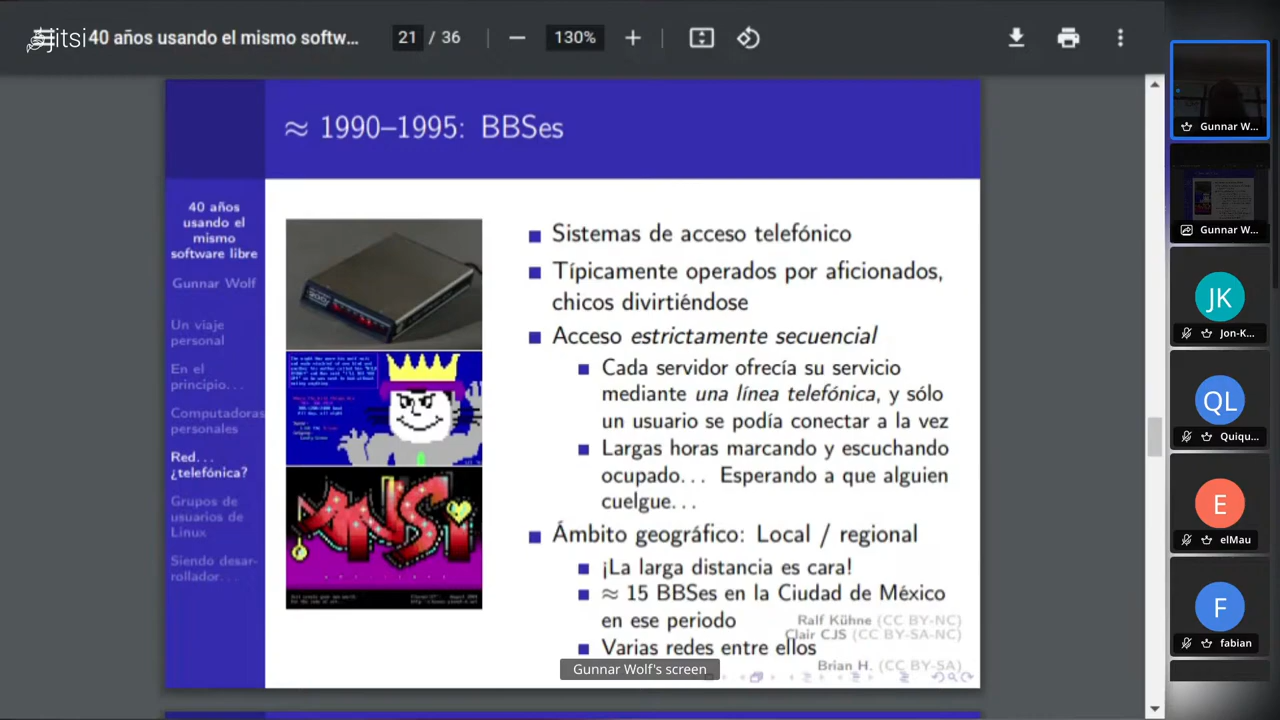 jitsi
40 años usando el mismo softw...
21 / 36
130%
≈ 1990–1995: BBSes
40 años
usando el
mismo
software libre
Gunnar Wolf
Un viaje
personal
En el
principio...
Computadoras
personales
Red...
¿telefónica?
Grupos de
usuarios de
Linux
Siendo desar-
rollador...
Sistemas de acceso telefónico
Típicamente operados por aficionados,
chicos divirtiéndose
Acceso estrictamente secuencial
Cada servidor ofrecía su servicio
mediante una línea telefónica, y sólo
un usuario se podía conectar a la vez
Largas horas marcando y escuchando
ocupado... Esperando a que alguien
cuelgue...
Ámbito geográfico: Local / regional
¡La larga distancia es cara!
≈ 15 BBSes en la Ciudad de México
en ese periodo
Varias redes entre ellos
Ralf Kühne (CC BY-NC)
Clair CJS (CC BY-SA-NC)
Brian H. (CC BY-SA)
ANSi
Gunnar Wolf's screen
Gunnar W...
Gunnar W...
JK
Jon-K...
QL
Quiqu...
E
elMau
F
fabian